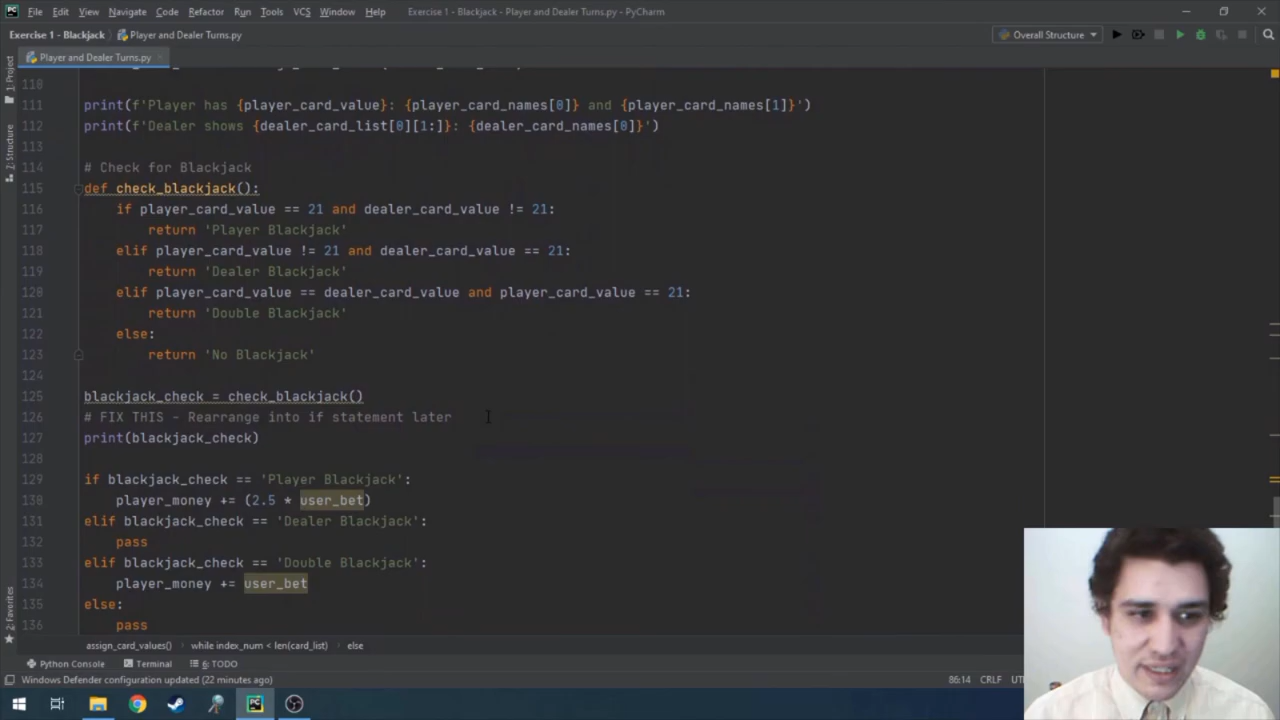 File Edit View Navigate Code Refactor Run Tools VCS Window Help Exercise 1 - Blackjack - Player and Dealer Turns.py - PyCharm
Exercise 1 - Blackjack Player and Dealer Turns.py Overall Structure
1: Project
Player and Dealer Turns.py
110
111 print(f'Player has {player_card_value}: {player_card_names[0]} and {player_card_names[1]}')
112 print(f'Dealer shows {dealer_card_list[0][1:]}: {dealer_card_names[0]}')
113
114 # Check for Blackjack
115 def check_blackjack():
116 if player_card_value == 21 and dealer_card_value != 21:
117 return 'Player Blackjack'
118 elif player_card_value != 21 and dealer_card_value == 21:
119 return 'Dealer Blackjack'
120 elif player_card_value == dealer_card_value and player_card_value == 21:
121 return 'Double Blackjack'
122 else:
123 return 'No Blackjack'
124
125 blackjack_check = check_blackjack()
126 # FIX THIS - Rearrange into if statement later
127 print(blackjack_check)
128
129 if blackjack_check == 'Player Blackjack':
130 player_money += (2.5 * user_bet)
131 elif blackjack_check == 'Dealer Blackjack':
132 pass
133 elif blackjack_check == 'Double Blackjack':
134 player_money += user_bet
135 else:
136 pass
7: Structure
2: Favorites
assign_card_values() while index_num < len(card_list) else
Python Console Terminal 6: TODO
Windows Defender configuration updated (22 minutes ago) 86:14 CRLF
PC